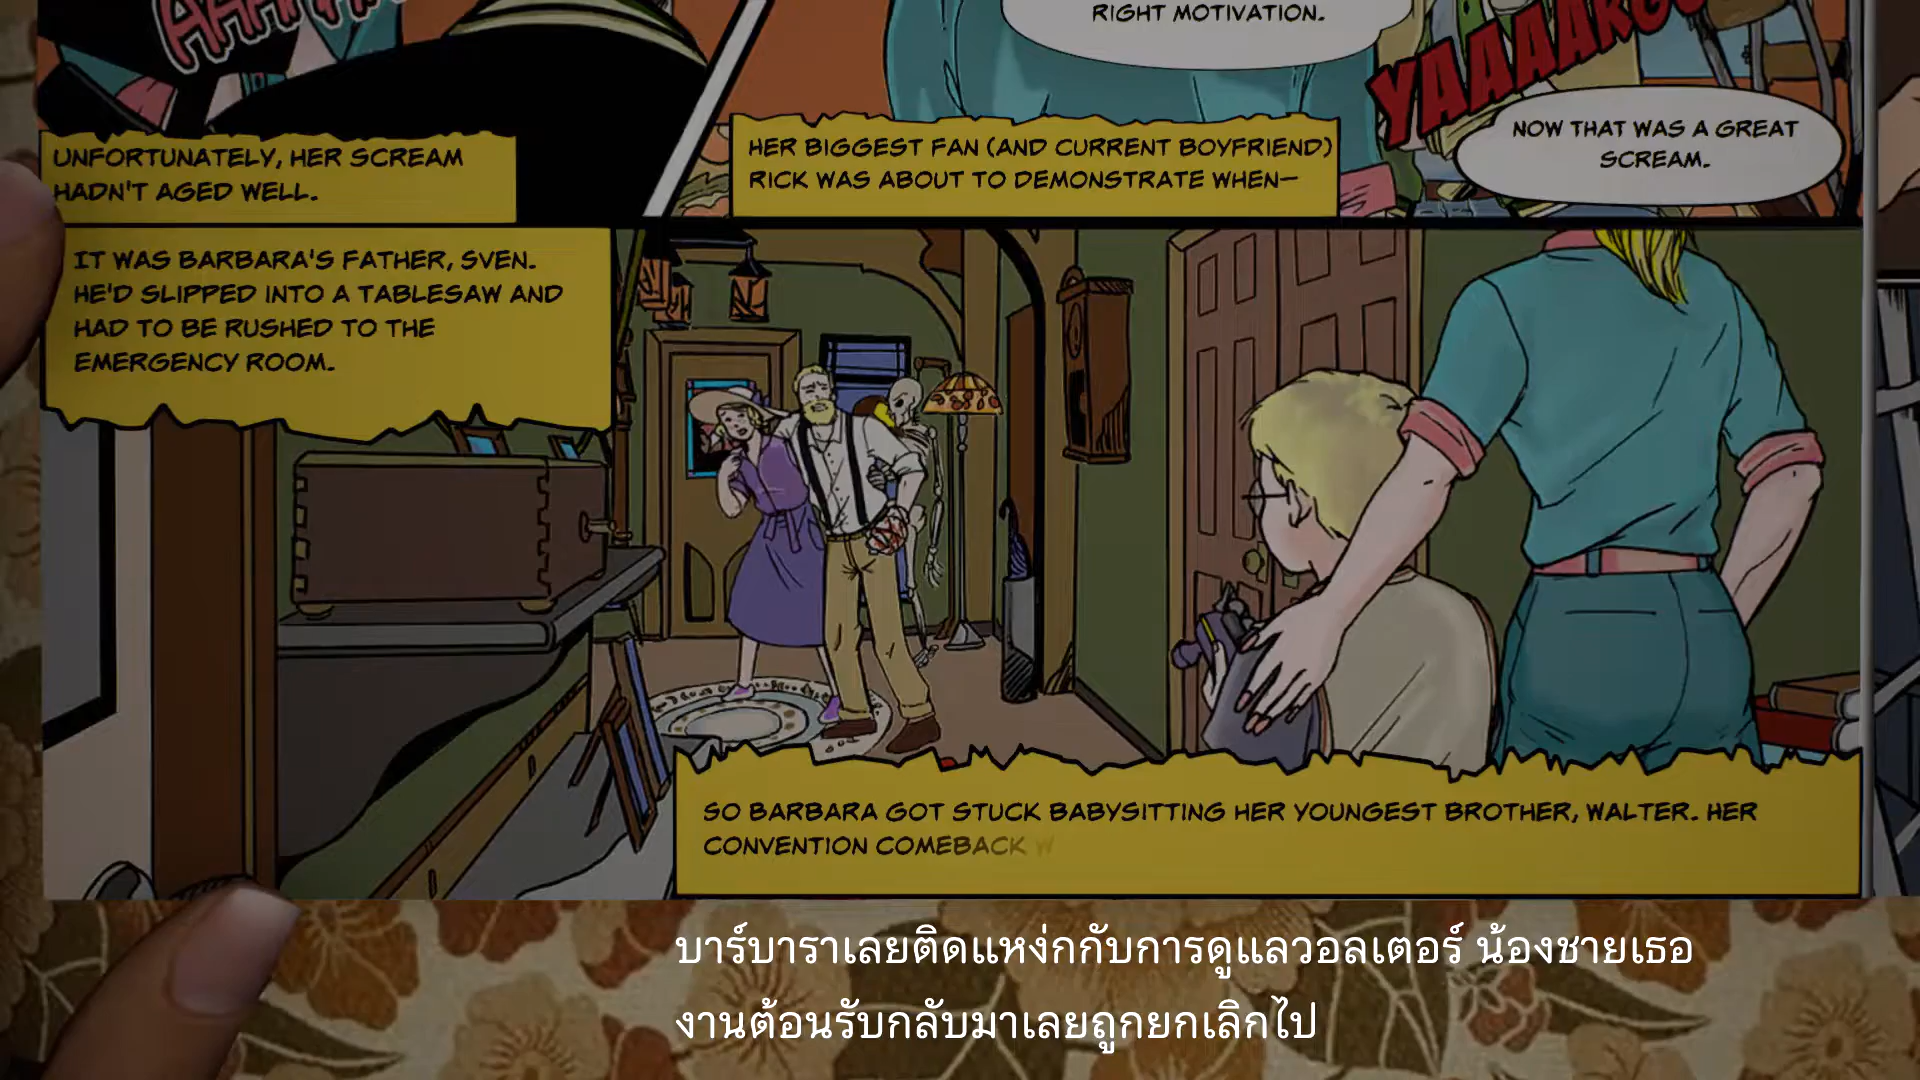 RIGHT MOTIVATION.
UNFORTUNATELY, HER SCREAM
HADN'T AGED WELL.
HER BIGGEST FAN (AND CURRENT BOYFRIEND)
RICK WAS ABOUT TO DEMONSTRATE WHEN—
NOW THAT WAS A GREAT
SCREAM.
IT WAS BARBARA'S FATHER, SVEN.
HE'D SLIPPED INTO A TABLESAW AND
HAD TO BE RUSHED TO THE
EMERGENCY ROOM.
SO BARBARA GOT STUCK BABYSITTING HER YOUNGEST BROTHER, WALTER. HER
CONVENTION COMEBACK W
บาร์บาราเลยติดแหง่กกับการดูแลวอลเตอร์ น้องชายเธอ
งานต้อนรับกลับมาเลยถูกยกเลิกไป